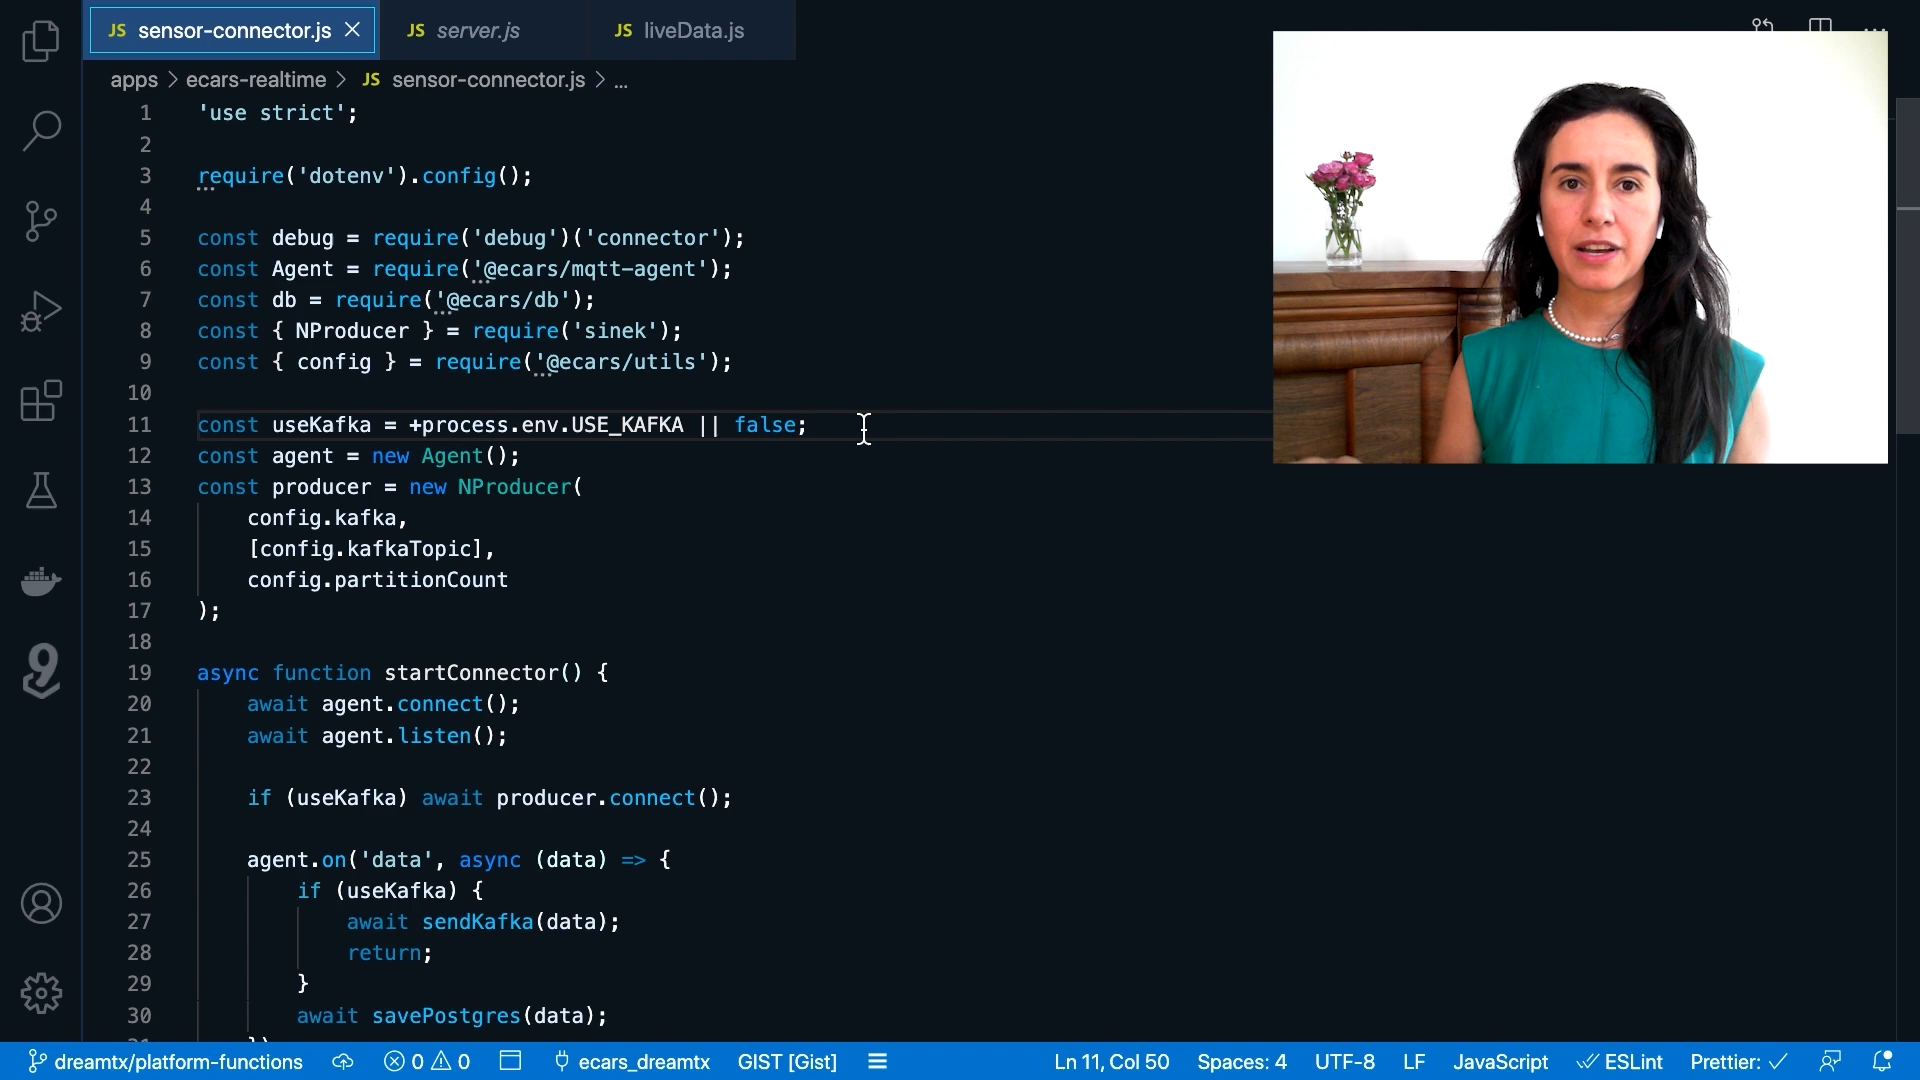 JS sensor-connector.js JS server.js JS liveData.js
apps > ecars-realtime > JS sensor-connector.js > ...
1 'use strict';
2
3 require('dotenv').config();
4
5 const debug = require('debug')('connector');
6 const Agent = require('@ecars/mqtt-agent');
7 const db = require('@ecars/db');
8 const { NProducer } = require('sinek');
9 const { config } = require('@ecars/utils');
10
11 const useKafka = +process.env.USE_KAFKA || false;
12 const agent = new Agent();
13 const producer = new NProducer(
14 config.kafka,
15 [config.kafkaTopic],
16 config.partitionCount
17 );
18
19 async function startConnector() {
20 await agent.connect();
21 await agent.listen();
22
23 if (useKafka) await producer.connect();
24
25 agent.on('data', async (data) => {
26 if (useKafka) {
27 await sendKafka(data);
28 return;
29 }
30 await savePostgres(data);
dreamtx/platform-functions 0 0 ecars_dreamtx GIST [Gist] Ln 11, Col 50 Spaces: 4 UTF-8 LF JavaScript ESLint Prettier: ✓